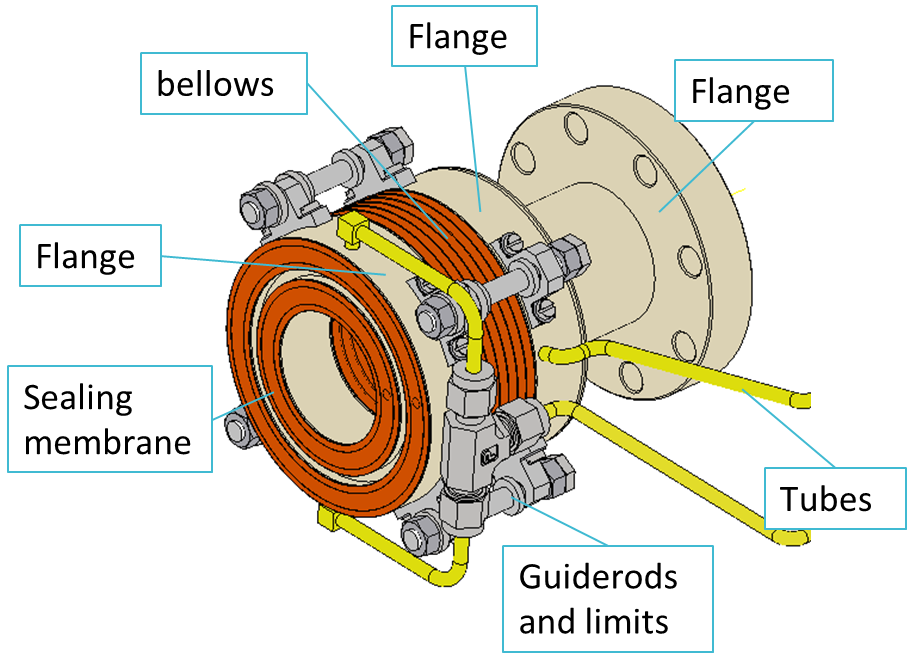 Flange
bellows
Flange
Flange
Sealing
membrane
Tubes
Guiderods
and limits